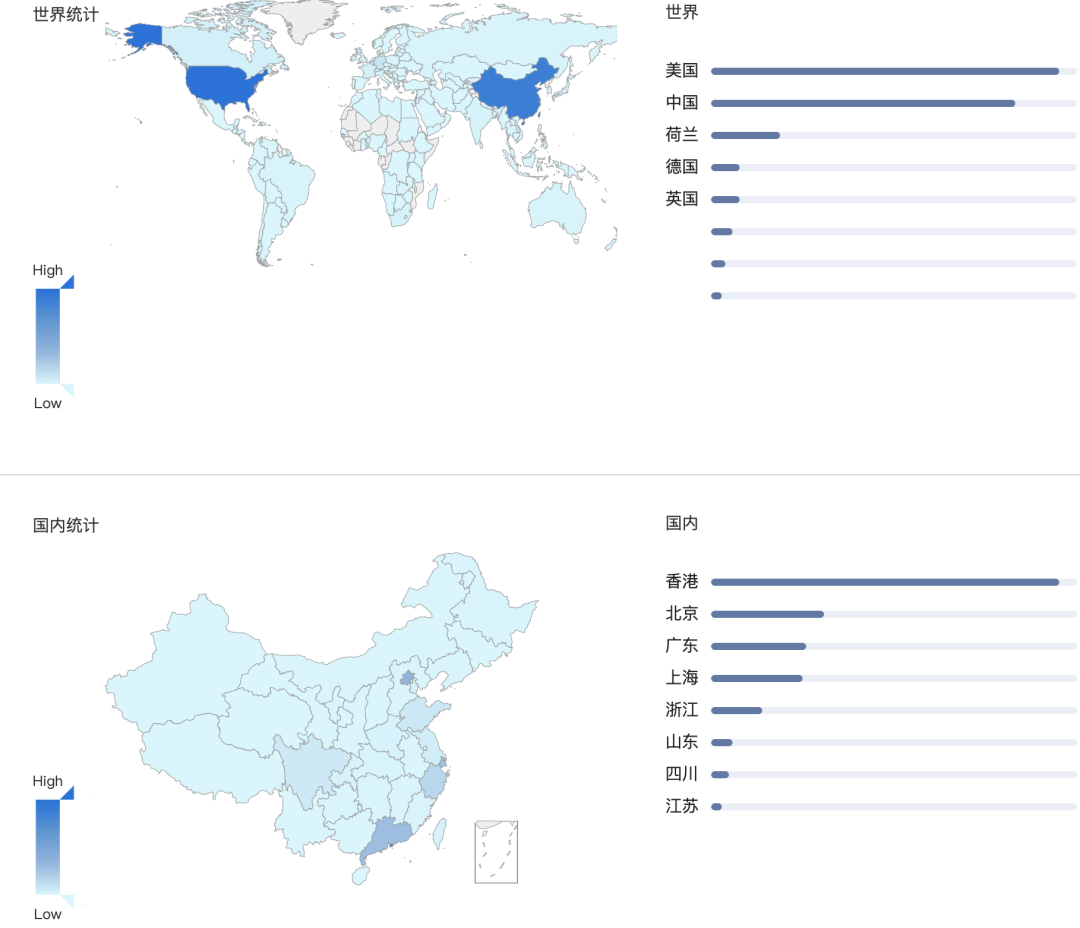 世界统计
世界
美国
中国
荷兰
德国
英国
High
Low
国内统计
国内
香港
北京
广东
上海
浙江
山东
四川
江苏
High
Low